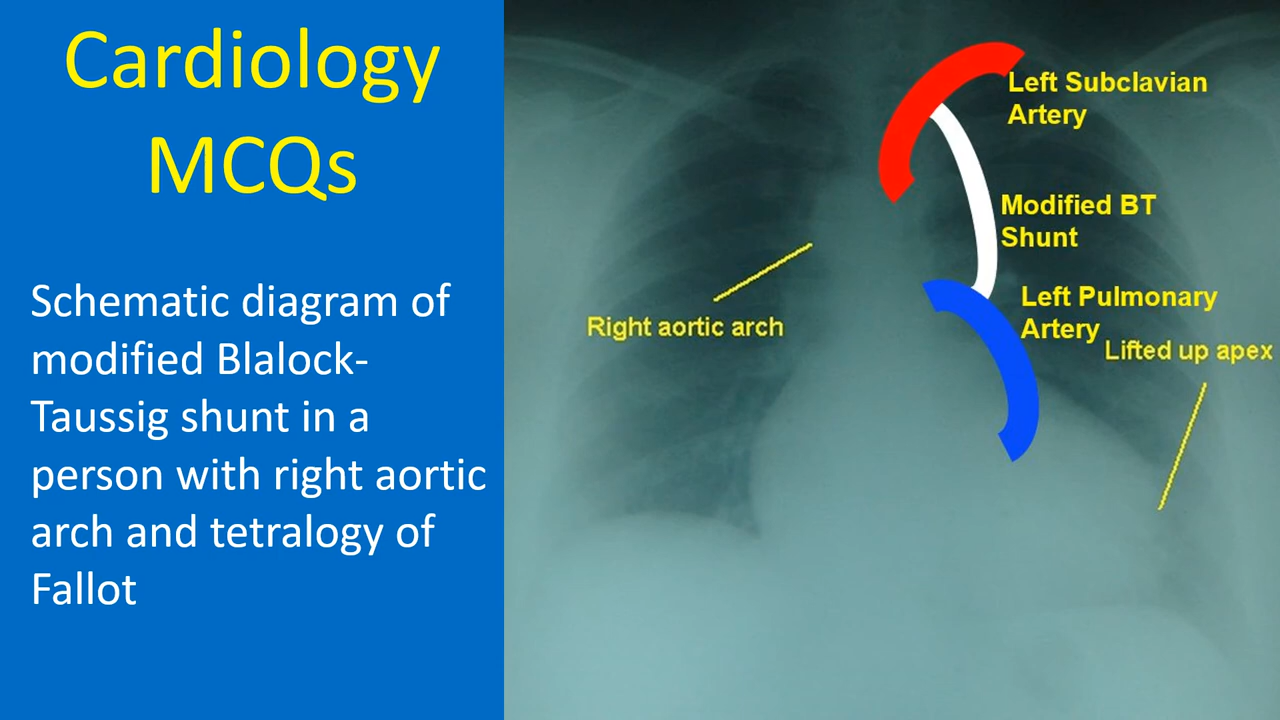 Cardiology
MCQs
Schematic diagram of
modified Blalock-
Taussig shunt in a
person with right aortic
arch and tetralogy of
Fallot
Left Subclavian
Artery
Modified BT
Shunt
Left Pulmonary
Artery
Right aortic arch
Lifted up apex